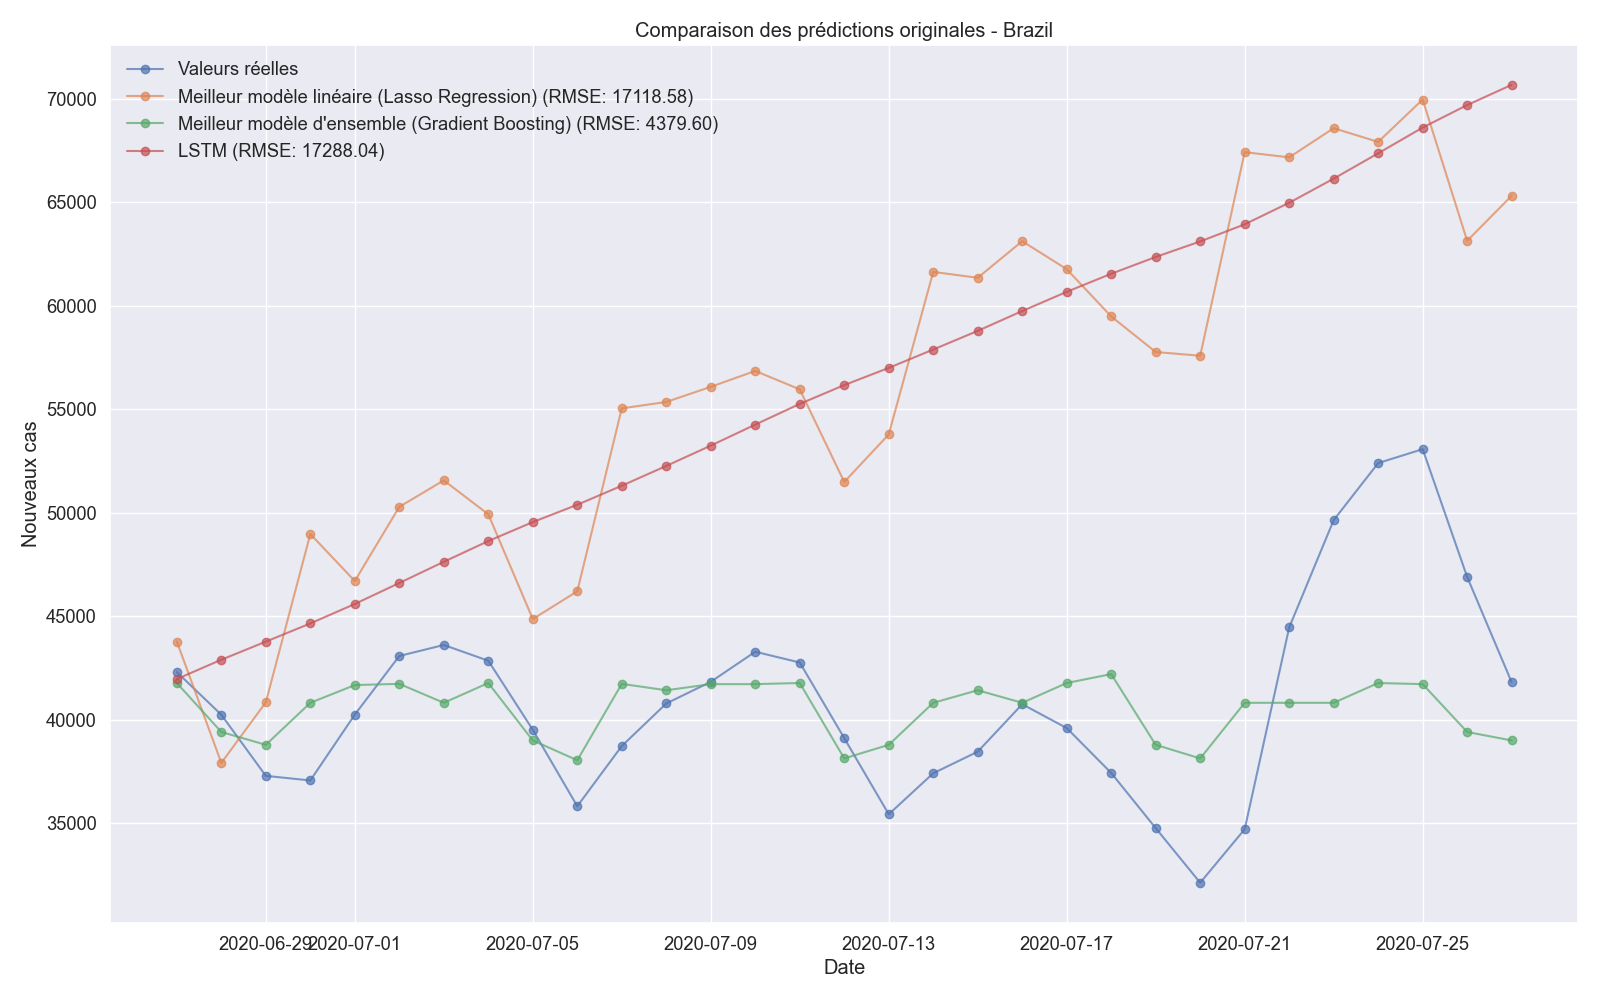 Comparaison des prédictions originales - Brazil
Valeurs réelles
Meilleur modèle linéaire (Lasso Regression) (RMSE: 17118.58)
Meilleur modèle d'ensemble (Gradient Boosting) (RMSE: 4379.60)
LSTM (RMSE: 17288.04)
Nouveaux cas
70000
65000
60000
55000
50000
45000
40000
35000
2020-06-29
2020-07-01
2020-07-05
2020-07-09
2020-07-13
2020-07-17
2020-07-21
2020-07-25
Date